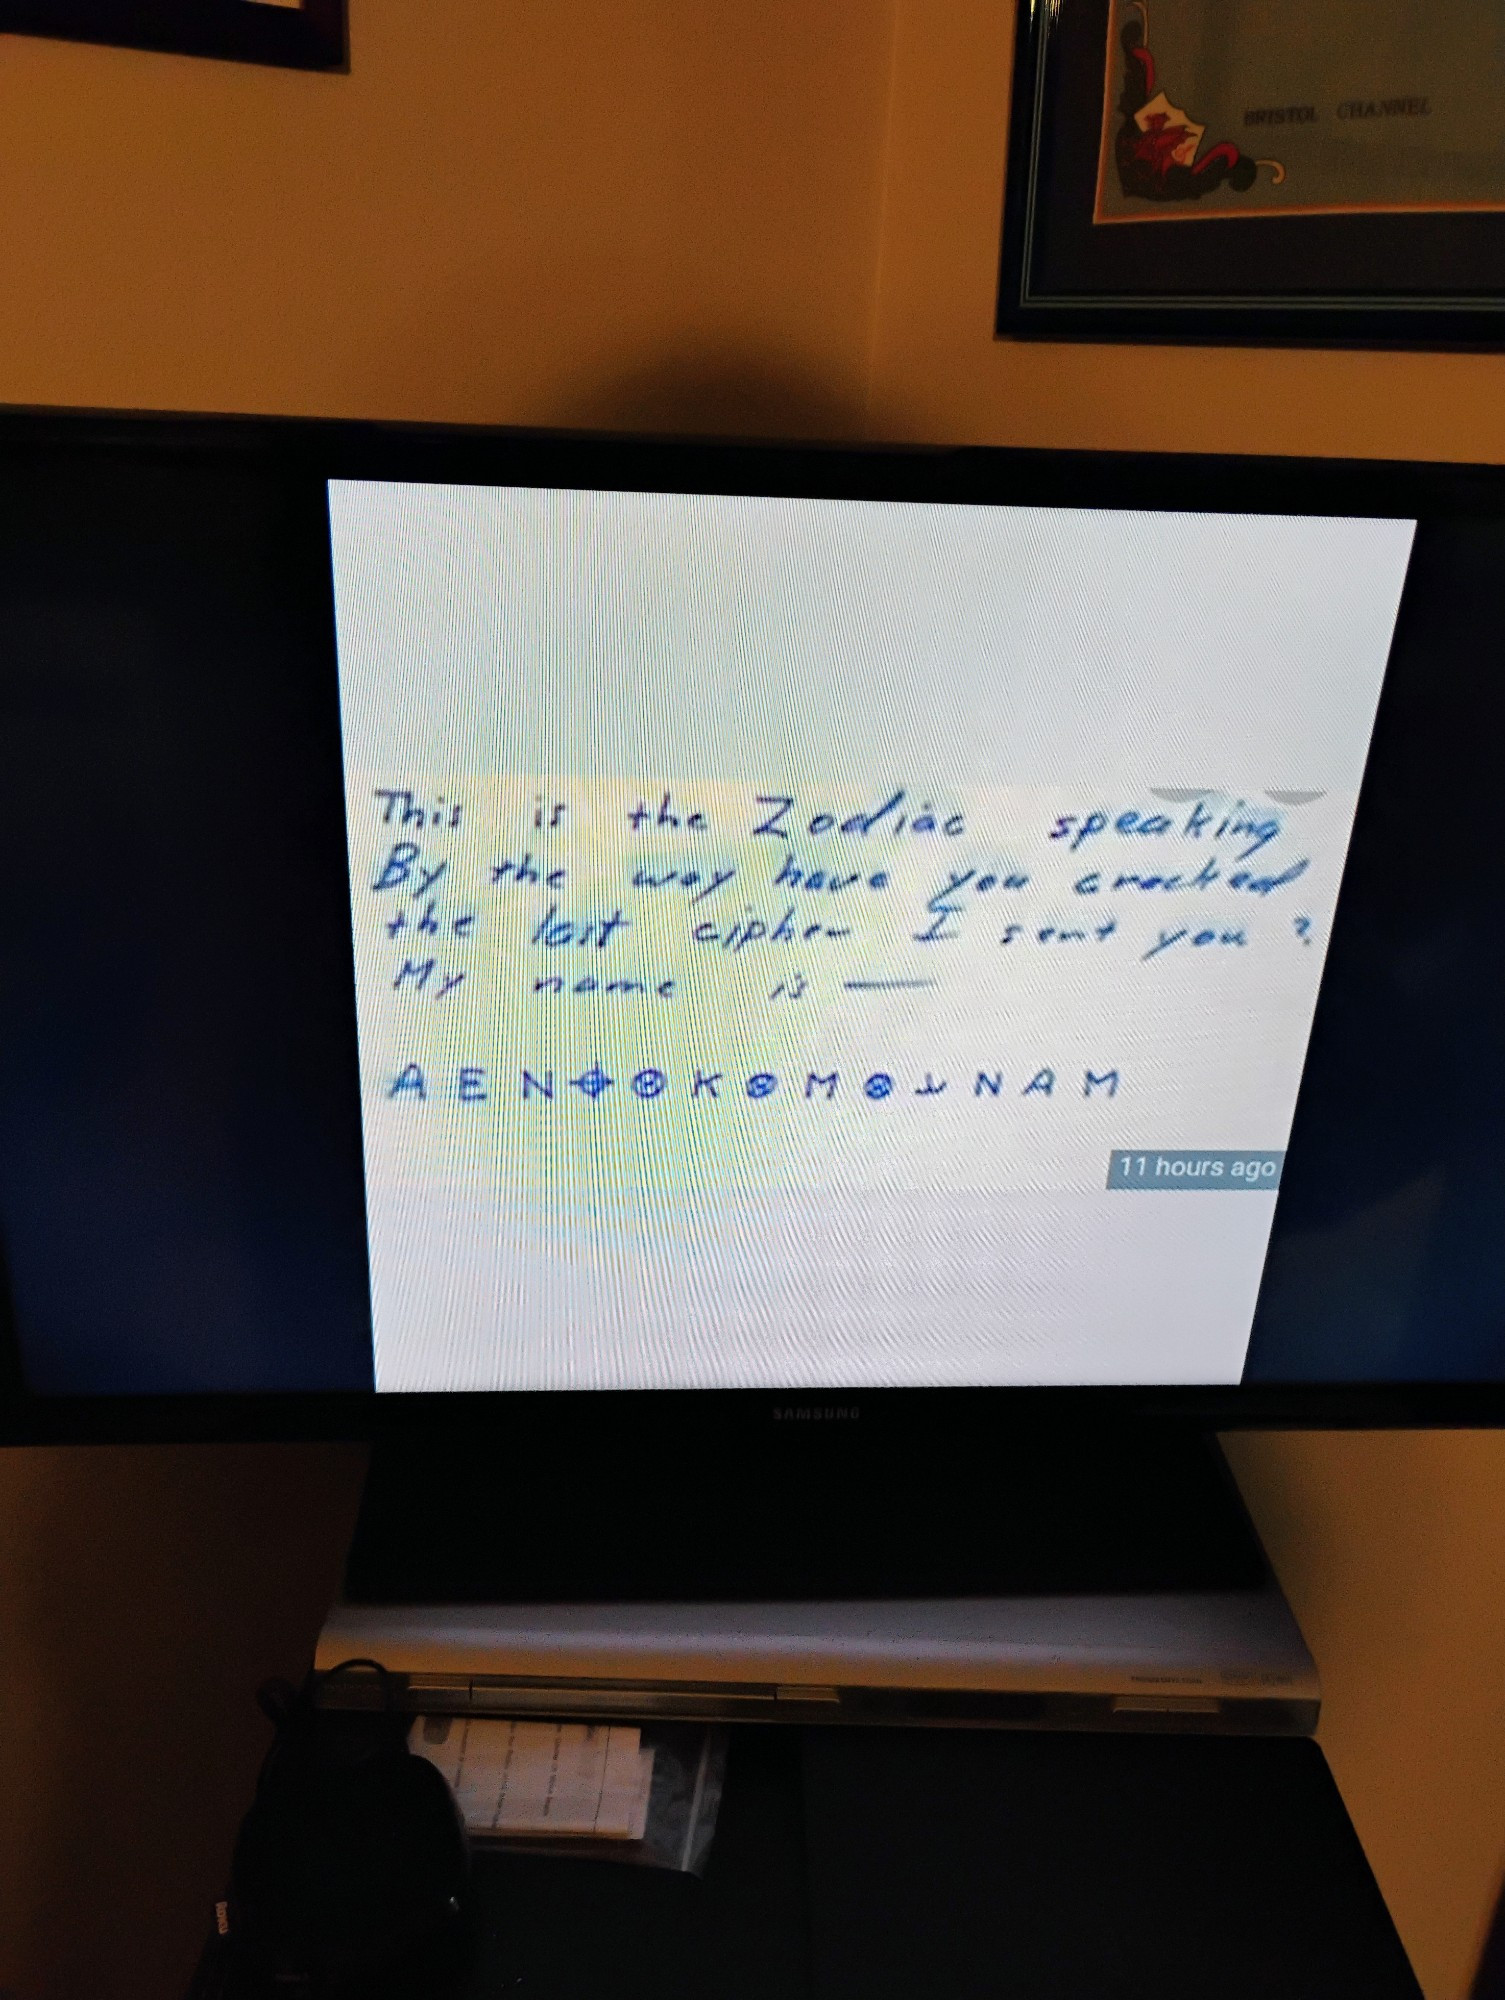 BRISTOL CHANNEL
This is the Zodiac speaking
By the way have you cracked
the last cipher I sent you ?
My name is —
A E N ⌖ ⊕ K ⊗ M ⊗ ⫝ N A M
11 hours ago
SAMSUNG